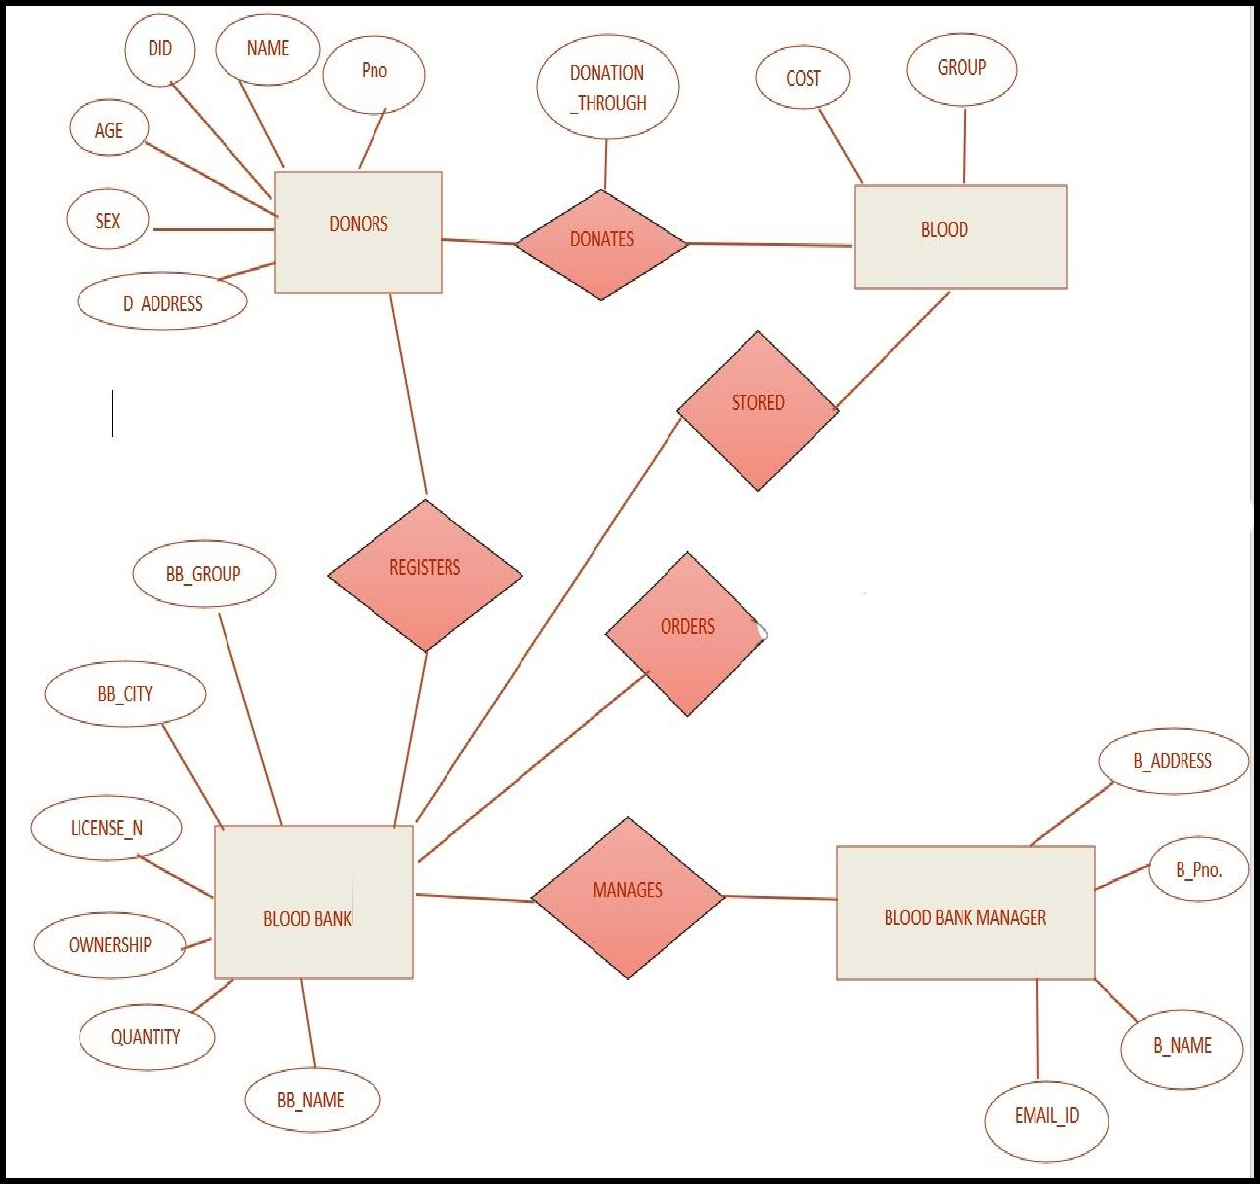 DID
NAME
Pno
DONATION
_THROUGH
COST
GROUP
AGE
SEX
DONORS
DONATES
BLOOD
D_ADDRESS
STORED
REGISTERS
BB_GROUP
ORDERS
BB_CITY
B_ADDRESS
LICENSE_N
B_Pno.
MANAGES
BLOOD BANK
BLOOD BANK MANAGER
OWNERSHIP
QUANTITY
B_NAME
BB_NAME
EMAIL_ID